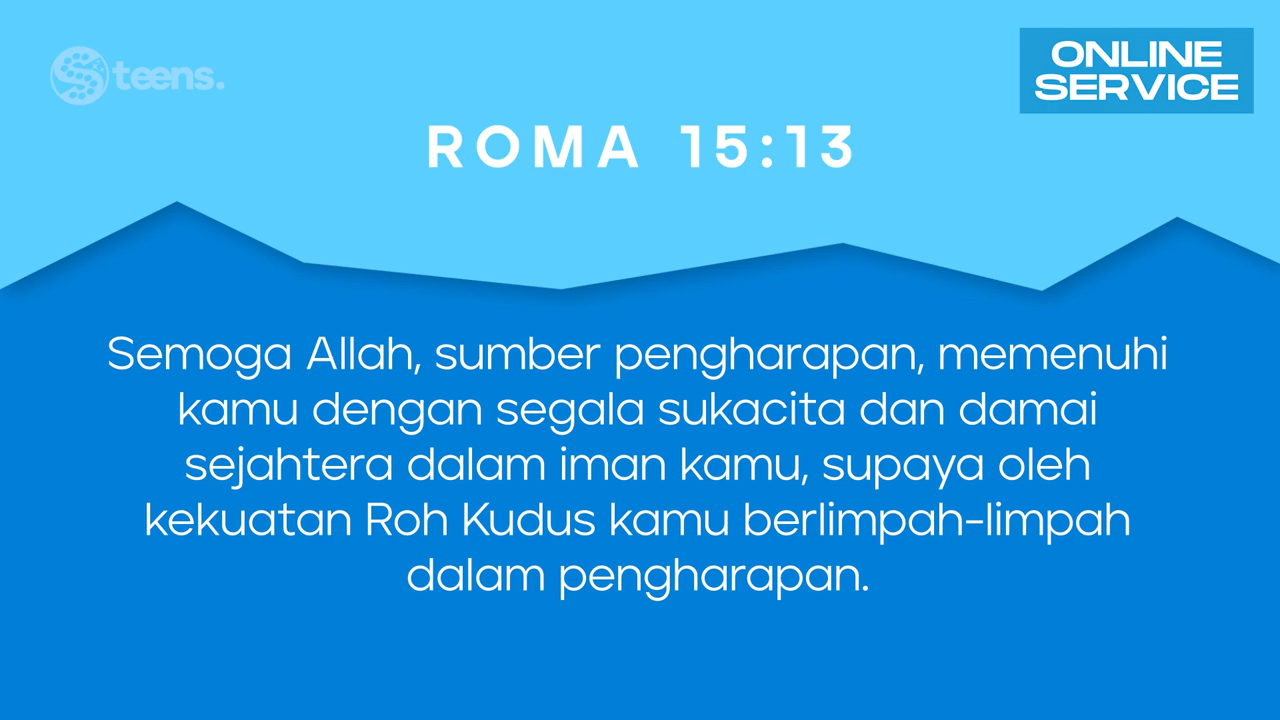 teens.
ONLINE
SERVICE
ROMA 15:13
Semoga Allah, sumber pengharapan, memenuhi
kamu dengan segala sukacita dan damai
sejahtera dalam iman kamu, supaya oleh
kekuatan Roh Kudus kamu berlimpah-limpah
dalam pengharapan.